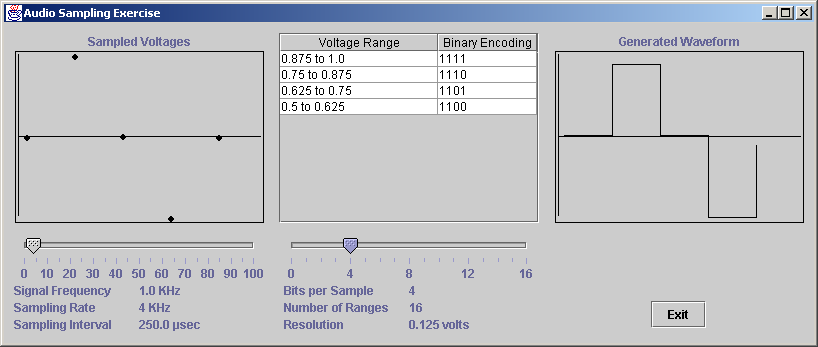 Audio Sampling Exercise
Sampled Voltages
Voltage Range Binary Encoding
0.875 to 1.0 1111
0.75 to 0.875 1110
0.625 to 0.75 1101
0.5 to 0.625 1100
Generated Waveform
0 10 20 30 40 50 60 70 80 90 100
Signal Frequency 1.0 KHz
Sampling Rate 4 KHz
Sampling Interval 250.0 µsec
0 4 8 12 16
Bits per Sample 4
Number of Ranges 16
Resolution 0.125 volts
Exit